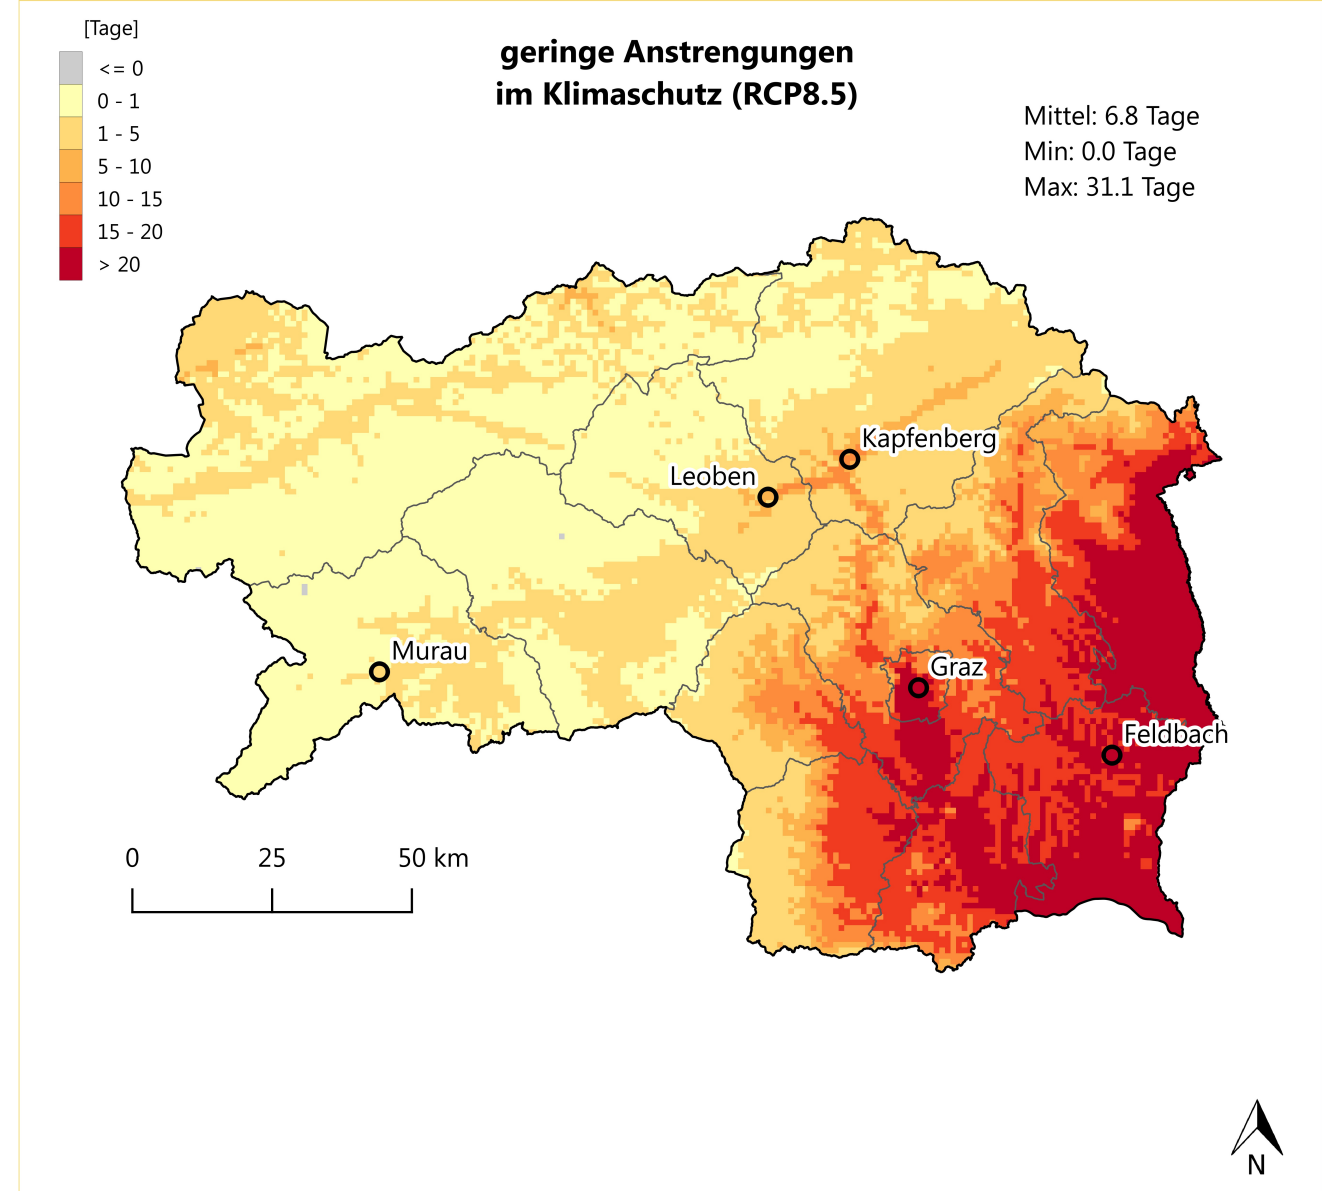 [Tage]
<= 0
0 - 1
1 - 5
5 - 10
10 - 15
15 - 20
> 20
geringe Anstrengungen
im Klimaschutz (RCP8.5)
Mittel: 6.8 Tage
Min: 0.0 Tage
Max: 31.1 Tage
Kapfenberg
Leoben
Murau
Graz
Feldbach
0 25 50 km
N